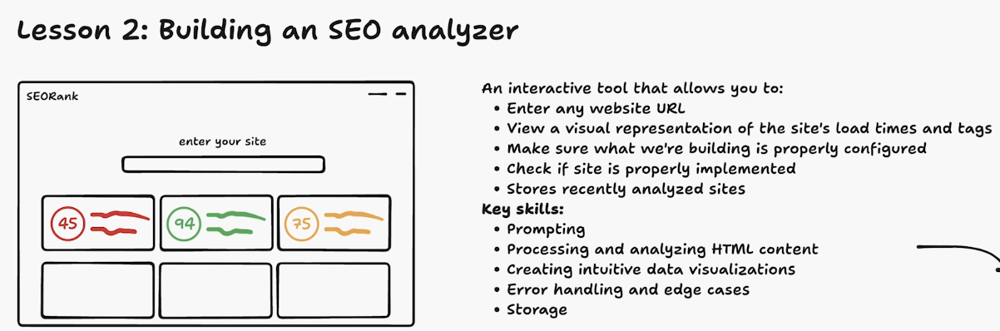 Lesson 2: Building an SEO analyzer
SEORank
enter your site
45
94
75
An interactive tool that allows you to:
• Enter any website URL
• View a visual representation of the site's load times and tags
• Make sure what we're building is properly configured
• Check if site is properly implemented
• Stores recently analyzed sites
Key skills:
• Prompting
• Processing and analyzing HTML content
• Creating intuitive data visualizations
• Error handling and edge cases
• Storage